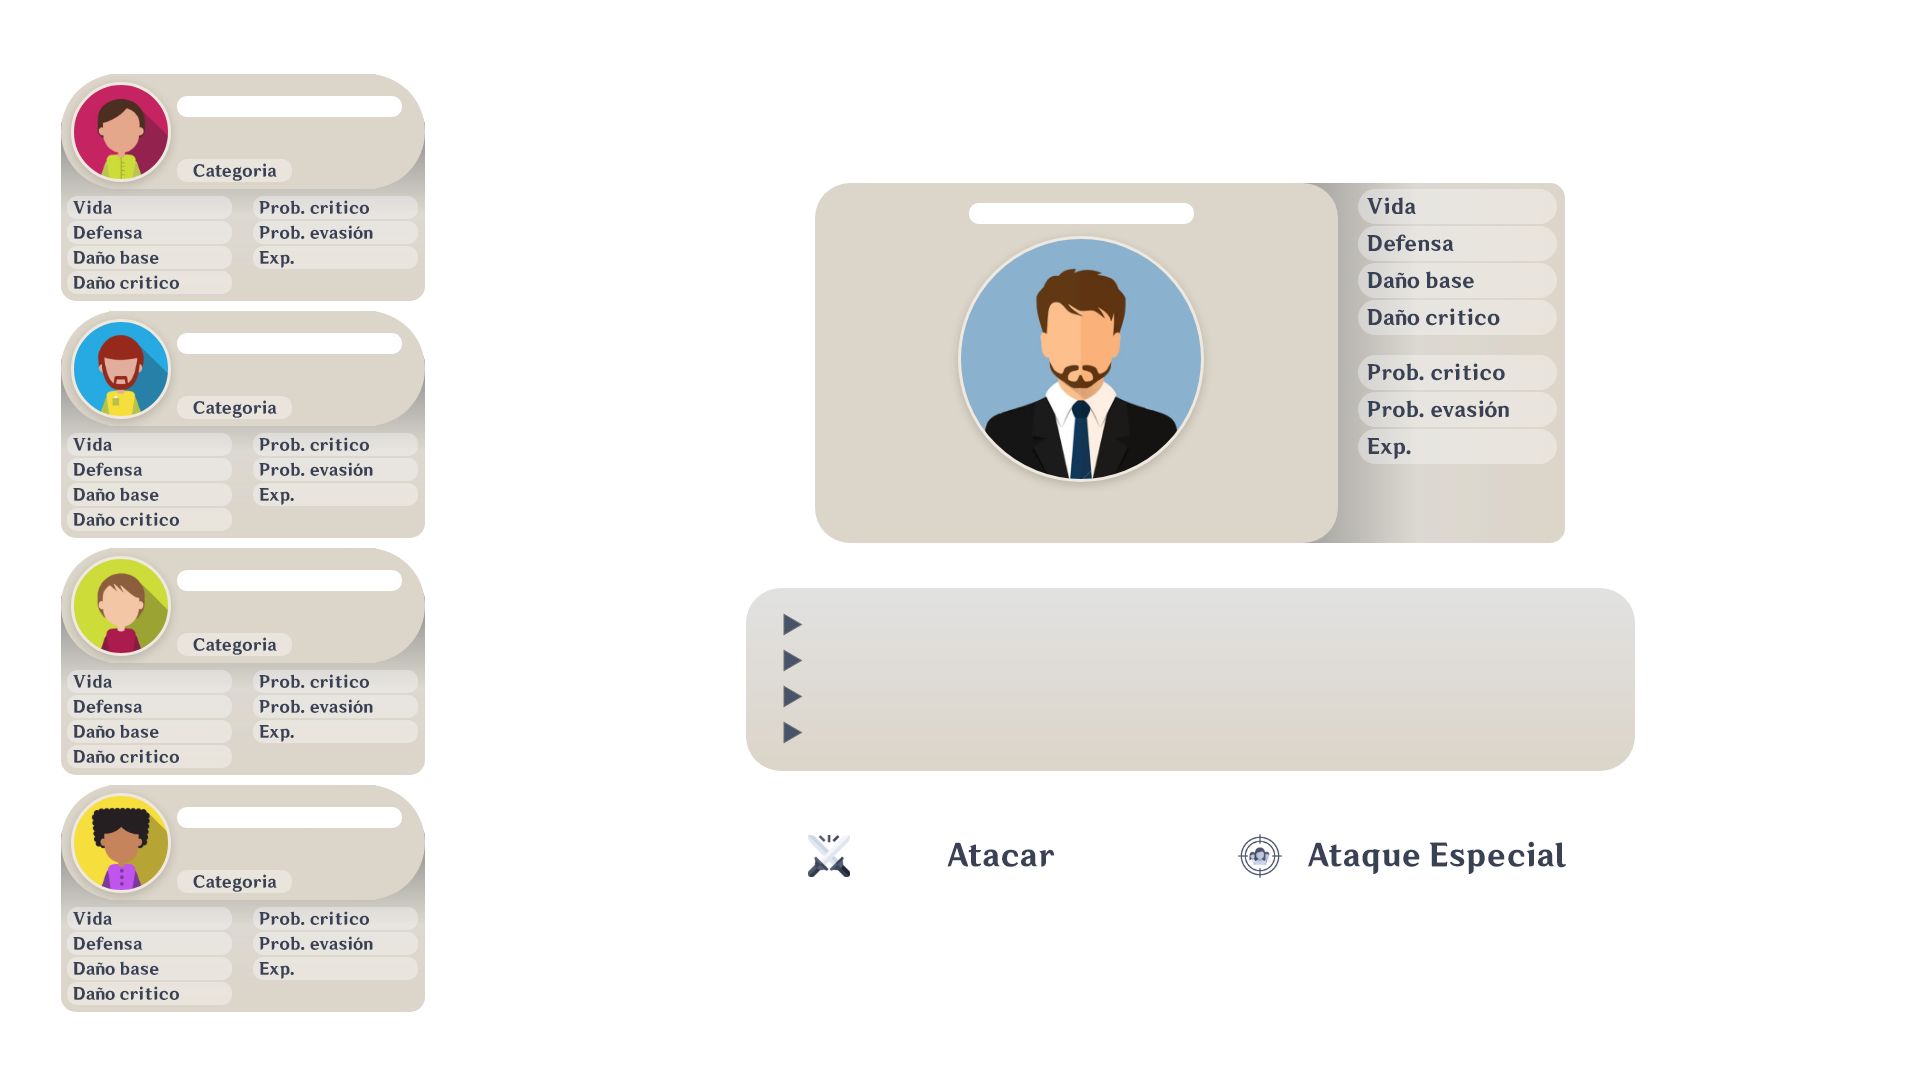 Categoria
Vida
Prob. critico
Defensa
Prob. evasión
Daño base
Exp.
Daño critico
Categoria
Vida
Prob. critico
Defensa
Prob. evasión
Daño base
Exp.
Daño critico
Categoria
Vida
Prob. critico
Defensa
Prob. evasión
Daño base
Exp.
Daño critico
Categoria
Vida
Prob. critico
Defensa
Prob. evasión
Daño base
Exp.
Daño critico
Vida
Defensa
Daño base
Daño critico
Prob. critico
Prob. evasión
Exp.
Atacar
Ataque Especial